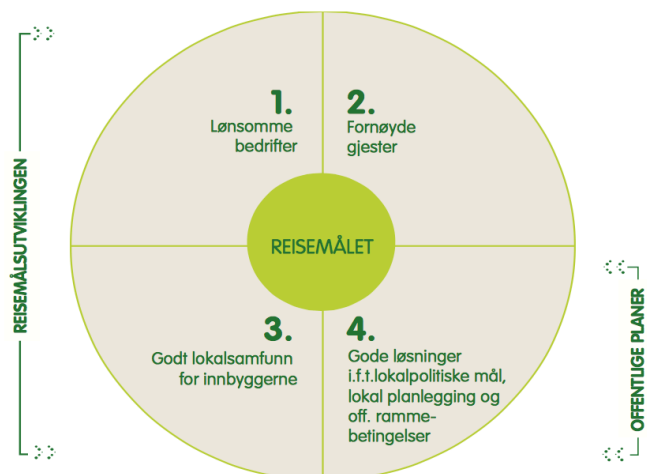 REISEMÅLSUTVIKLINGEN
1.
Lønsomme
bedrifter
2.
Fornøyde
gjester
REISEMÅLET
3.
Godt lokalsamfunn
for innbyggerne
4.
Gode løsninger
i.f.t.lokalpolitiske mål,
lokal planlegging og
off. ramme-
betingelser
OFFENTLIGE PLANER